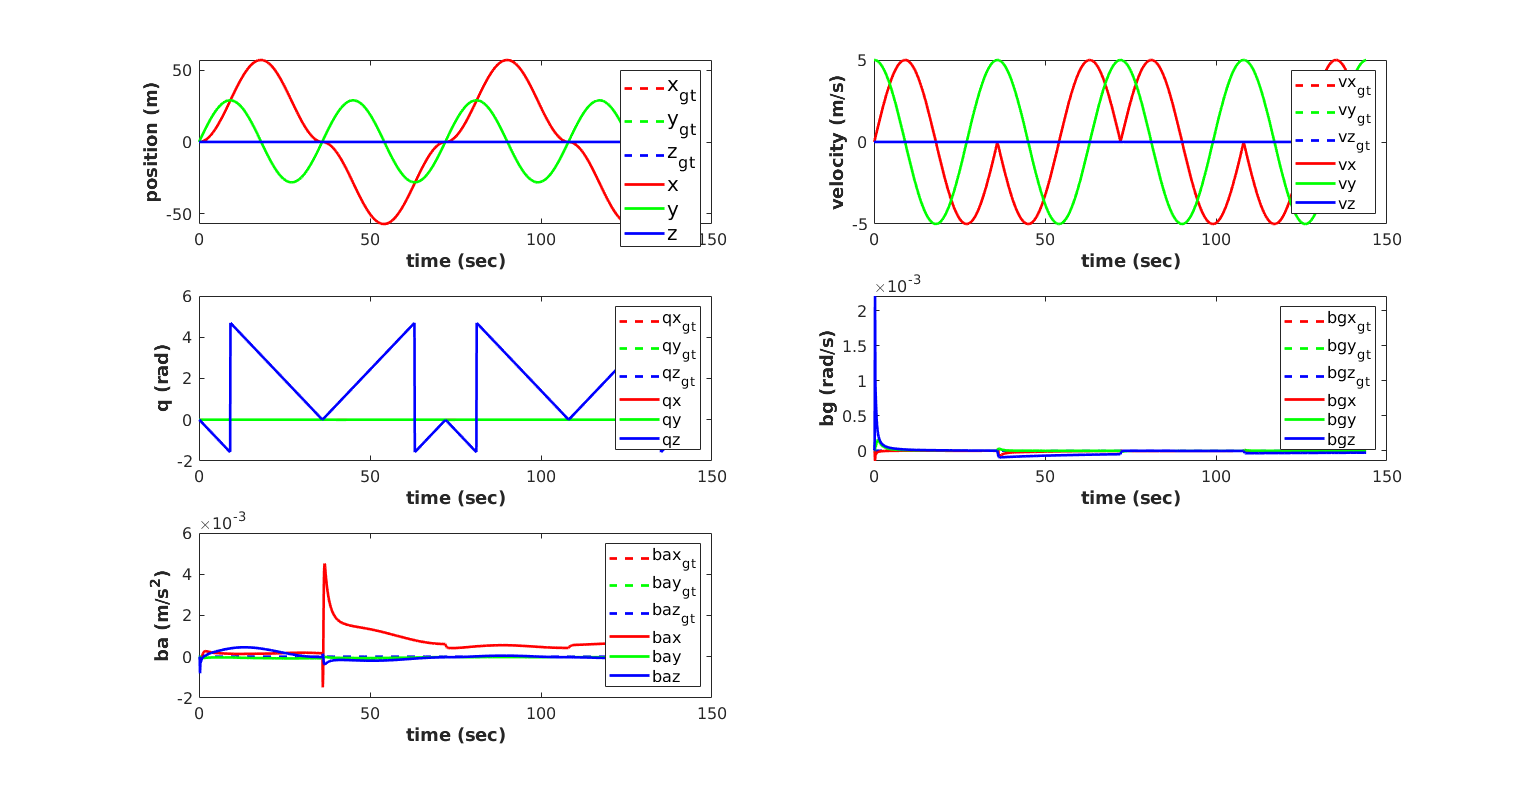 50
0
-50
position (m)
0
50
100
150
time (sec)
x_gt
y_gt
z_gt
x
y
z
5
0
-5
velocity (m/s)
0
50
100
150
time (sec)
vx_gt
vy_gt
vz_gt
vx
vy
vz
6
4
2
0
-2
q (rad)
0
50
100
150
time (sec)
qx_gt
qy_gt
qz_gt
qx
qy
qz
×10^-3
2
1.5
1
0.5
0
bg (rad/s)
0
50
100
150
time (sec)
bgx_gt
bgy_gt
bgz_gt
bgx
bgy
bgz
×10^-3
6
4
2
0
-2
ba (m/s^2)
0
50
100
150
time (sec)
bax_gt
bay_gt
baz_gt
bax
bay
baz